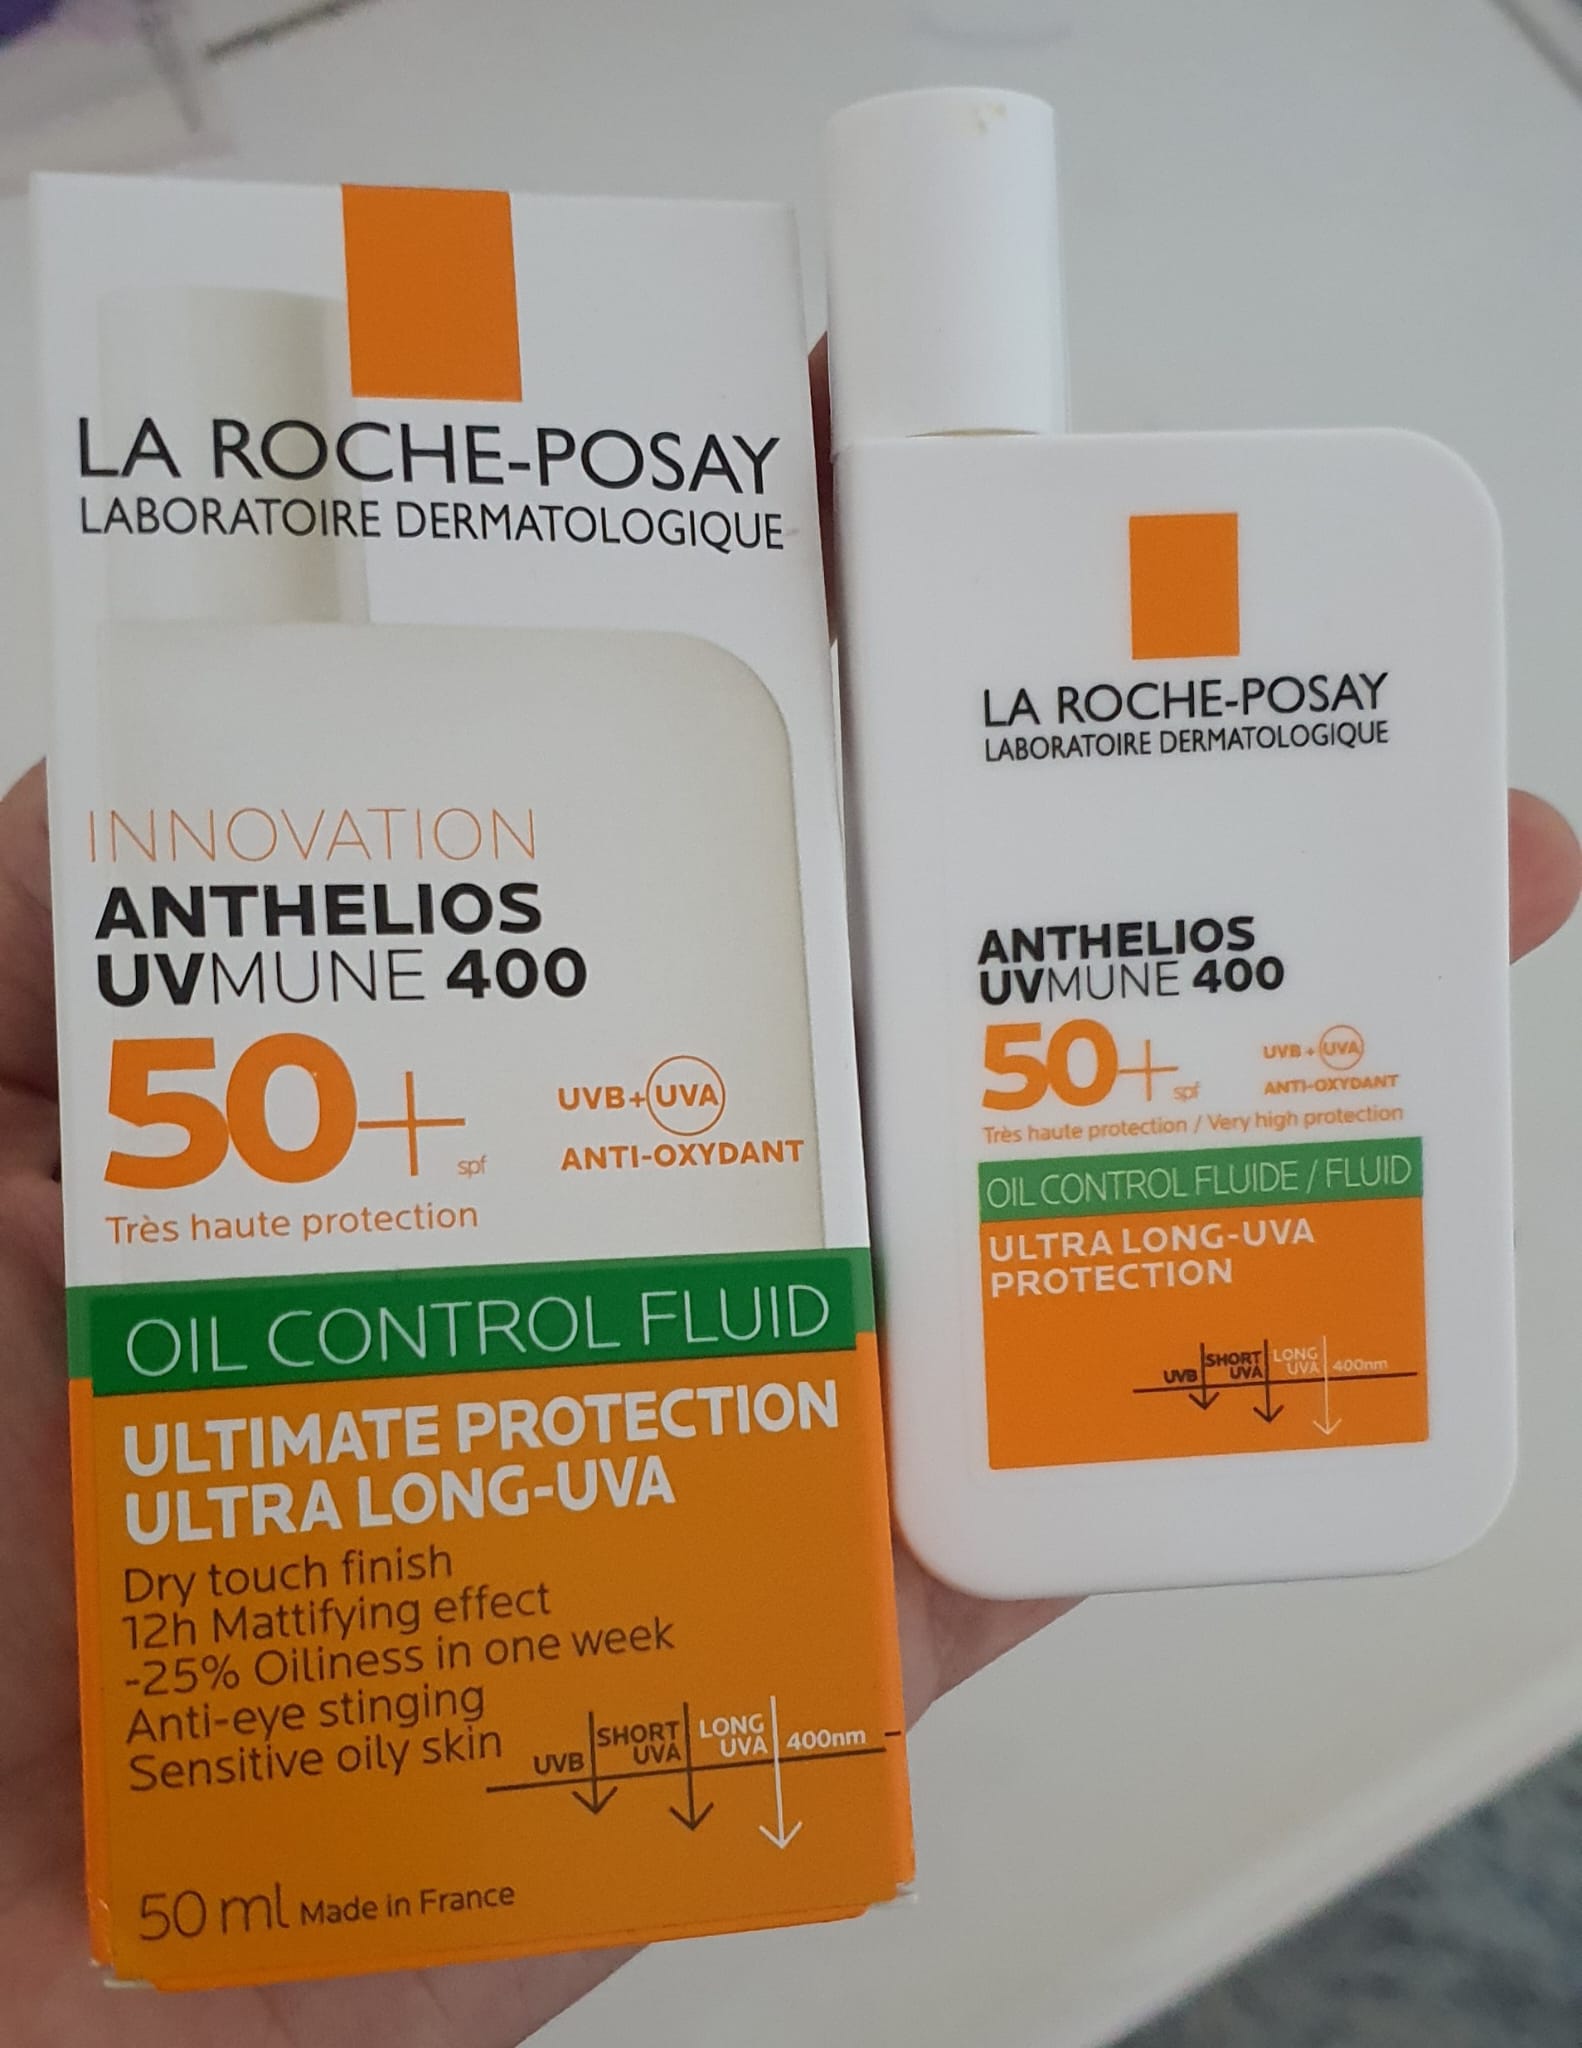 LA ROCHE-POSAY
LABORATOIRE DERMATOLOGIQUE
INNOVATION
ANTHELIOS
UVMUNE 400
50+ spf
UVB+UVA
ANTI-OXYDANT
Très haute protection
OIL CONTROL FLUID
ULTIMATE PROTECTION
ULTRA LONG-UVA
Dry touch finish
12h Mattifying effect
-25% Oiliness in one week
Anti-eye stinging
Sensitive oily skin
UVB
SHORT
UVA
LONG
UVA
400nm
50 ml Made in France
LA ROCHE-POSAY
LABORATOIRE DERMATOLOGIQUE
ANTHELIOS
UVMUNE 400
50+ spf
UVB+UVA
ANTI-OXYDANT
Très haute protection / Very high protection
OIL CONTROL FLUIDE / FLUID
ULTRA LONG-UVA
PROTECTION
UVB
SHORT
UVA
LONG
UVA
400nm